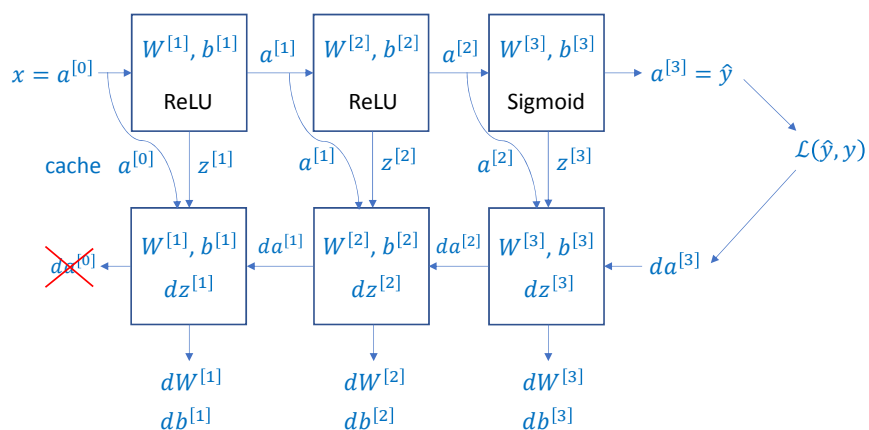 x = a^[0] W^[1], b^[1] a^[1] W^[2], b^[2] a^[2] W^[3], b^[3] a^[3] = ŷ
ReLU ReLU Sigmoid
cache a^[0] z^[1] a^[1] z^[2] a^[2] z^[3] ℒ(ŷ, y)
da^[0] W^[1], b^[1] da^[1] W^[2], b^[2] da^[2] W^[3], b^[3] da^[3]
dz^[1] dz^[2] dz^[3]
dW^[1] dW^[2] dW^[3]
db^[1] db^[2] db^[3]